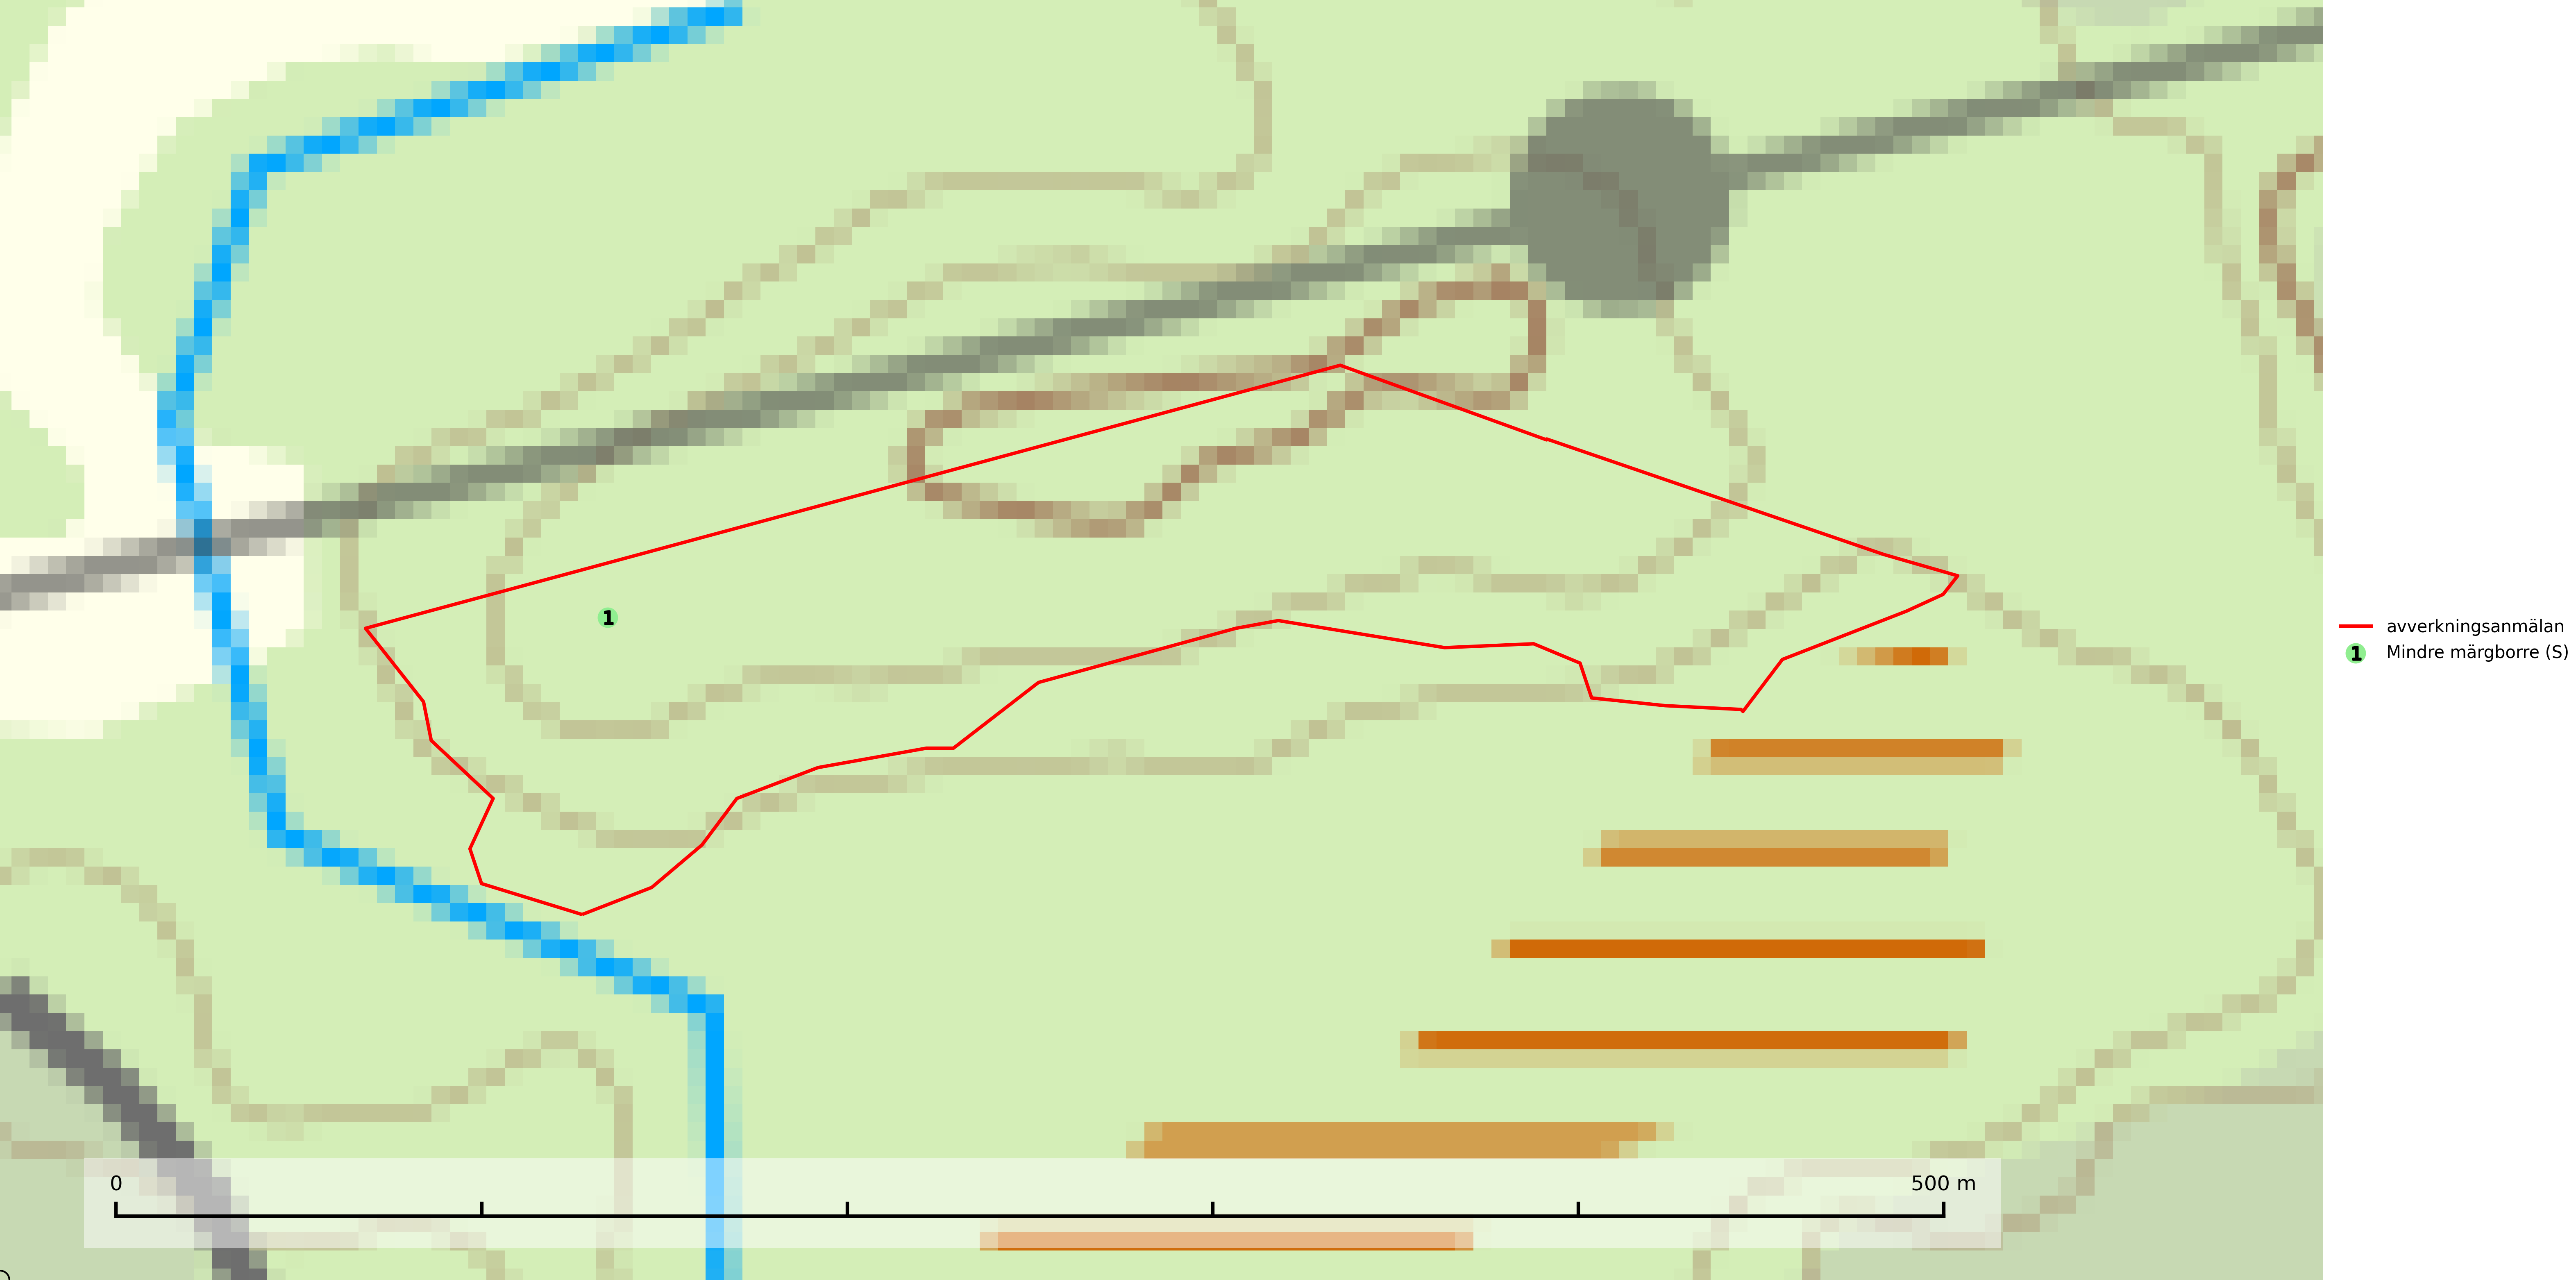 1
avverkningsanmälan
1 Mindre märgborre (S)
0 500 m